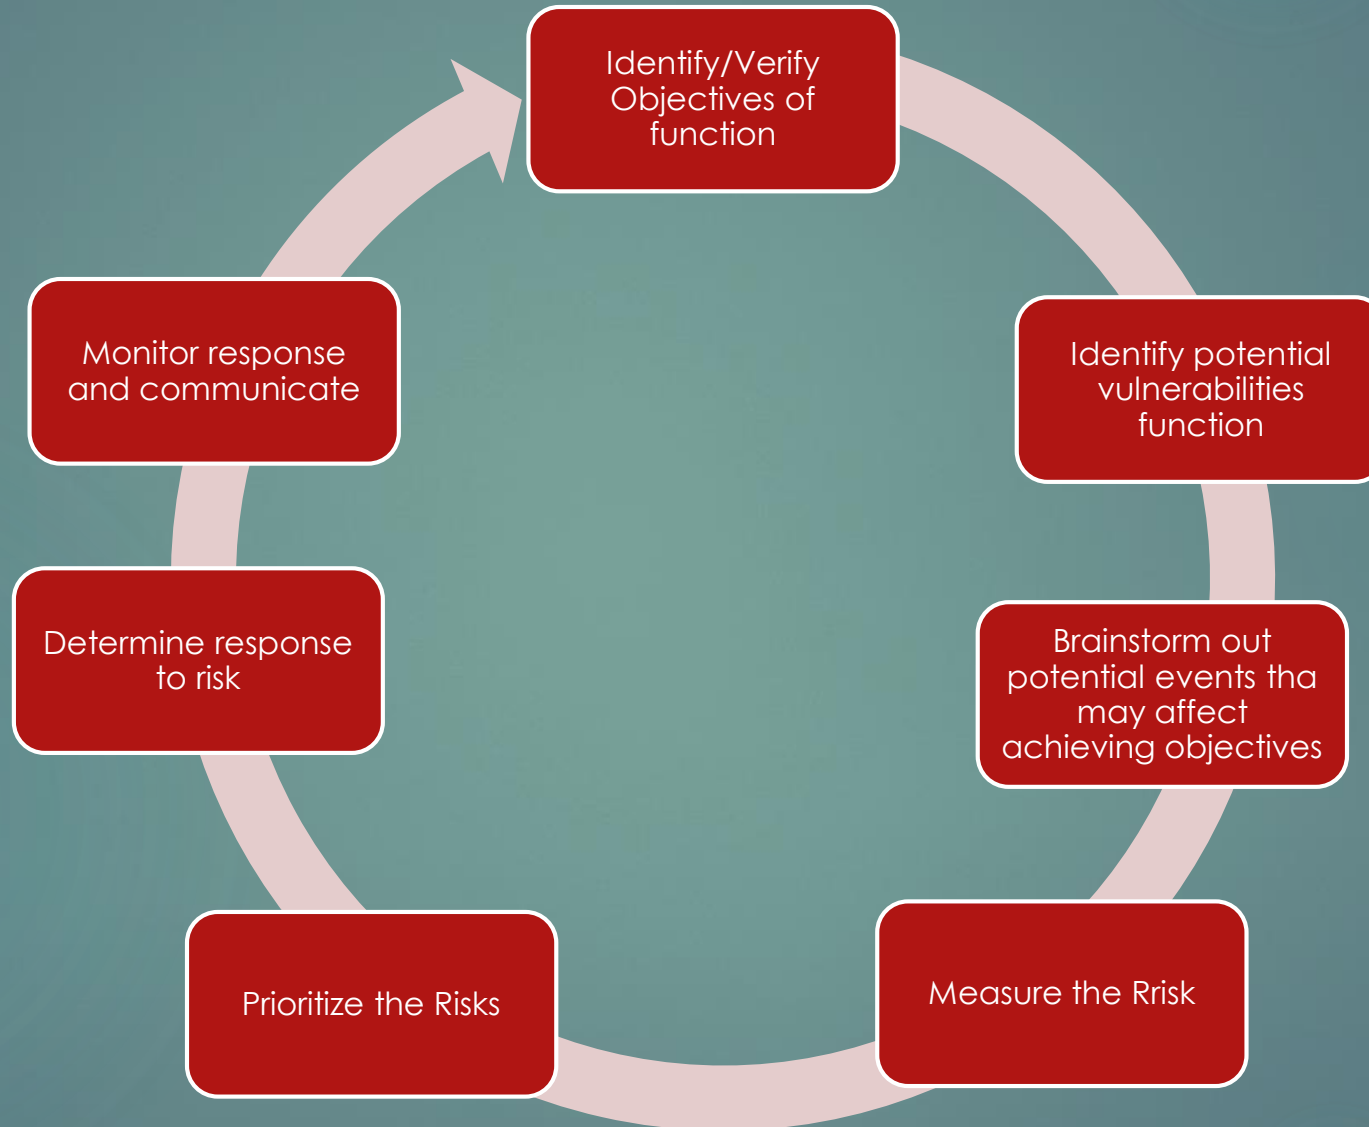 Identify/Verify
Objectives of
function
Identify potential
vulnerabilities
function
Brainstorm out
potential events tha
may affect
achieving objectives
Measure the Rrisk
Prioritize the Risks
Determine response
to risk
Monitor response
and communicate